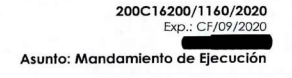 200C16200/1160/2020
Exp.: CF/09/2020
Asunto: Mandamiento de Ejecución